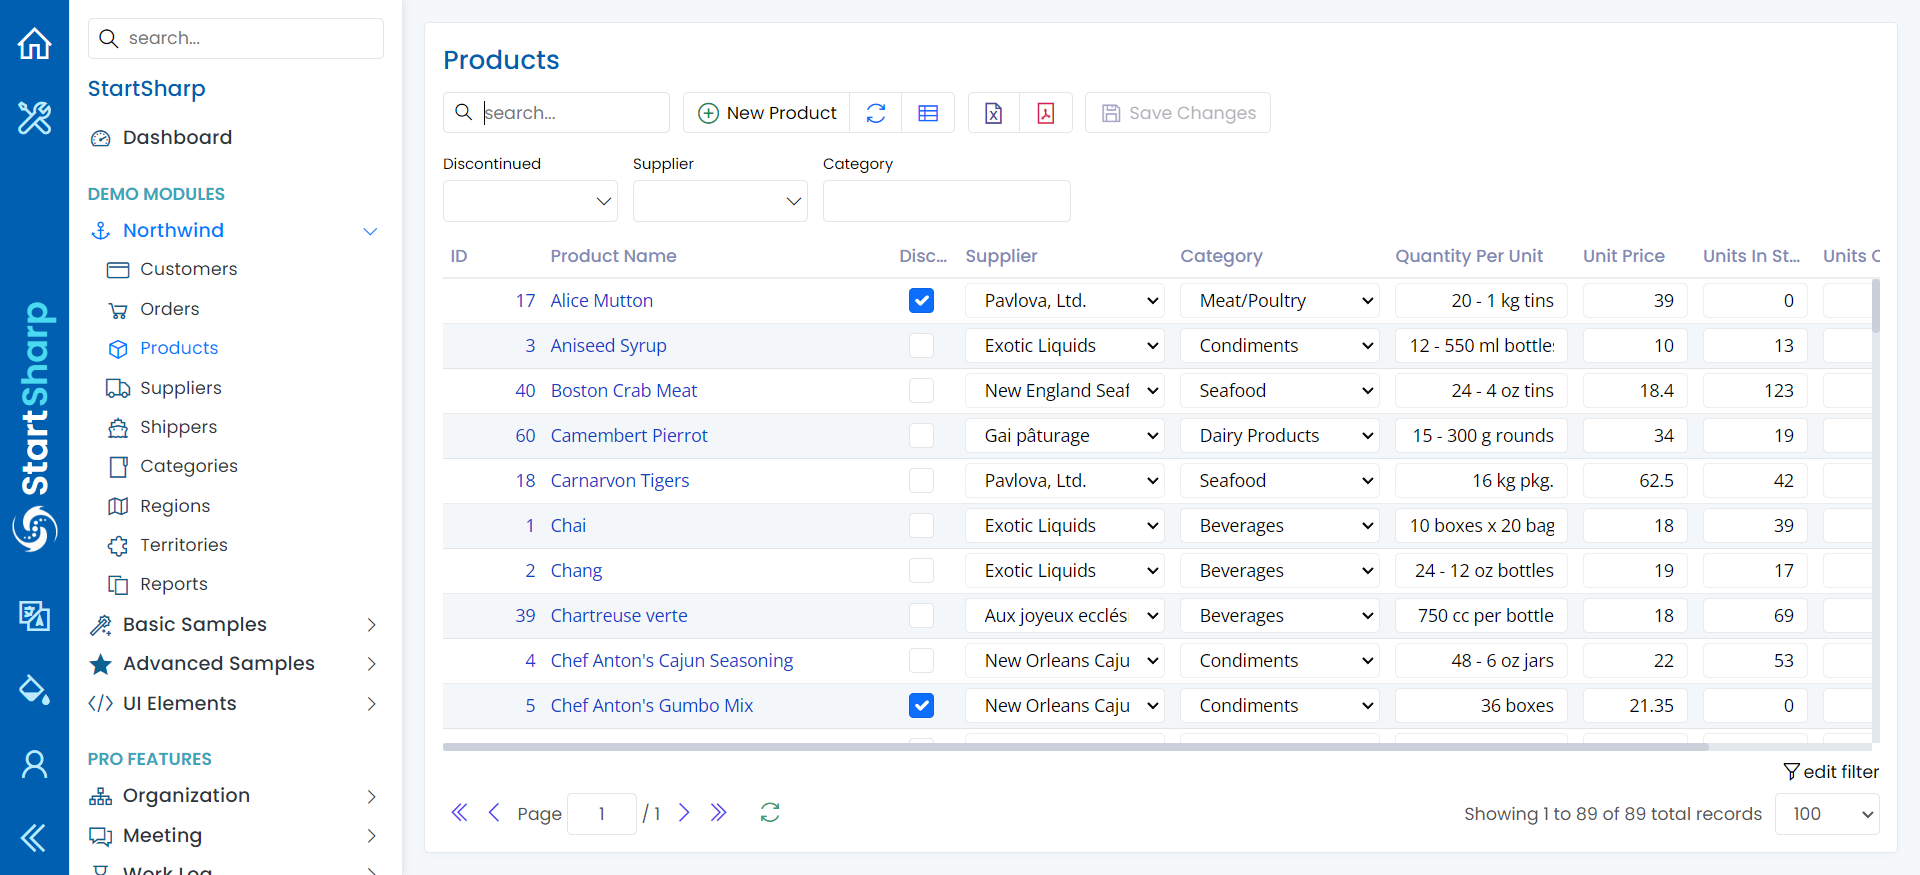 search...
StartSharp
Dashboard
DEMO MODULES
Northwind
Customers
Orders
Products
Suppliers
Shippers
Categories
Regions
Territories
Reports
Basic Samples
Advanced Samples
UI Elements
PRO FEATURES
Organization
Meeting
Work Log
StartSharp
Products
search...
New Product
Save Changes
Discontinued Supplier Category
ID Product Name Disc... Supplier Category Quantity Per Unit Unit Price Units In St... Units
17 Alice Mutton Pavlova, Ltd. Meat/Poultry 20 - 1 kg tins 39 0
3 Aniseed Syrup Exotic Liquids Condiments 12 - 550 ml bottles 10 13
40 Boston Crab Meat New England Seaf Seafood 24 - 4 oz tins 18.4 123
60 Camembert Pierrot Gai pâturage Dairy Products 15 - 300 g rounds 34 19
18 Carnarvon Tigers Pavlova, Ltd. Seafood 16 kg pkg. 62.5 42
1 Chai Exotic Liquids Beverages 10 boxes x 20 bag 18 39
2 Chang Exotic Liquids Beverages 24 - 12 oz bottles 19 17
39 Chartreuse verte Aux joyeux ecclési Beverages 750 cc per bottle 18 69
4 Chef Anton's Cajun Seasoning New Orleans Caju Condiments 48 - 6 oz jars 22 53
5 Chef Anton's Gumbo Mix New Orleans Caju Condiments 36 boxes 21.35 0
edit filter
Page 1 / 1
Showing 1 to 89 of 89 total records 100